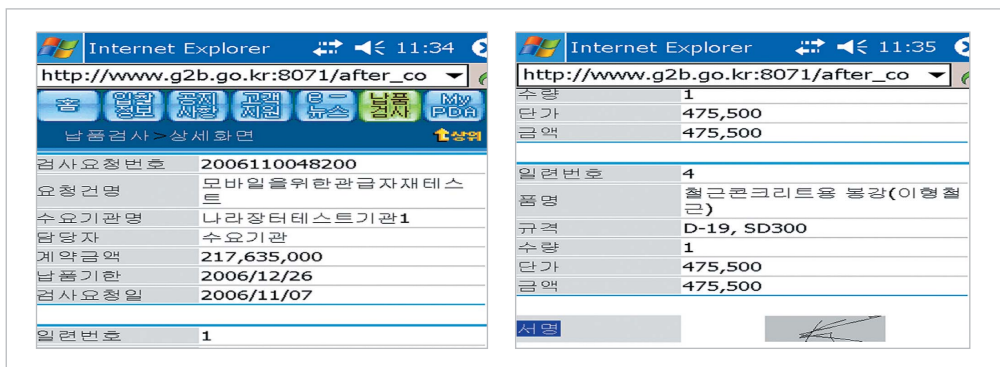 Internet Explorer 11:34
http://www.g2b.go.kr:8071/after_co
홈 입찰정보 공지사항 고객지원 e-뉴스 납품검사 My PDA
납품검사>상세화면 상위
검사요청번호 2006110048200
요청건명 모바일을위한관급자재테스
트
수요기관명 나라장터테스트기관1
담당자 수요기관
계약금액 217,635,000
납품기한 2006/12/26
검사요청일 2006/11/07
일련번호 1
Internet Explorer 11:35
http://www.g2b.go.kr:8071/after_co
수량 1
단가 475,500
금액 475,500
일련번호 4
품명 철근콘크리트용 봉강(이형철
근)
규격 D-19, SD300
수량 1
단가 475,500
금액 475,500
서명